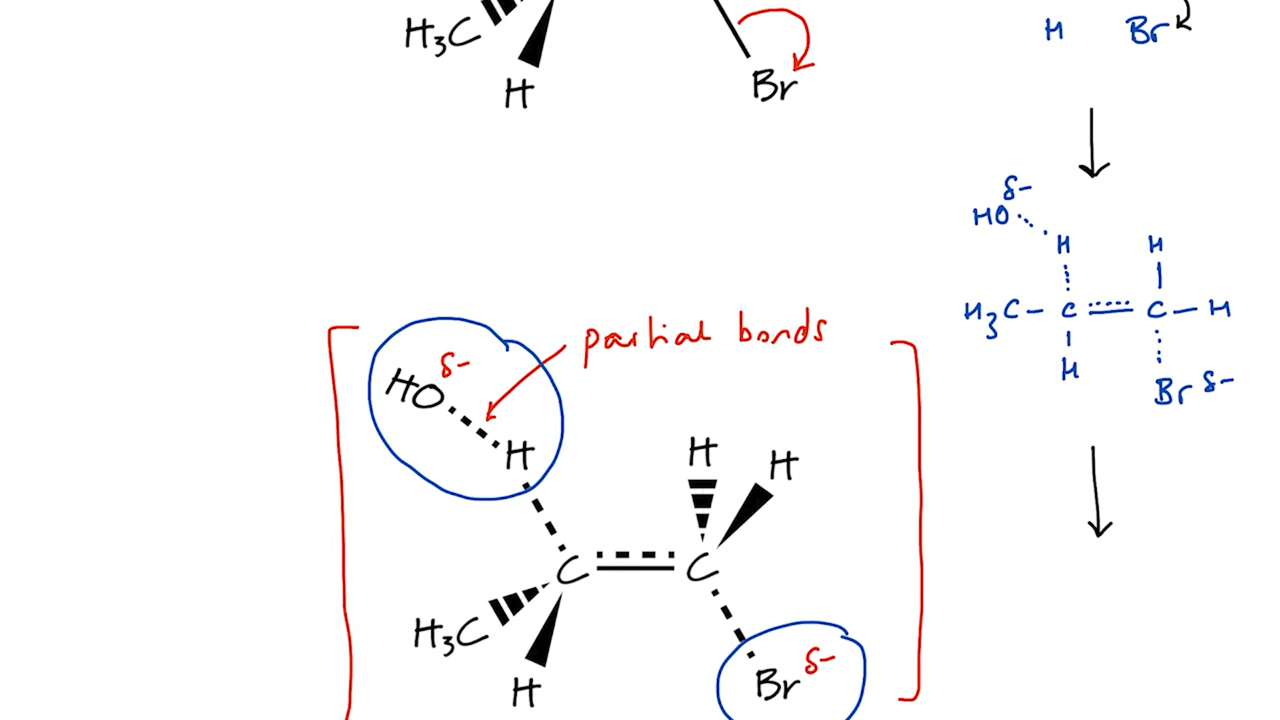 H₃C
H
Br
H Br
δ-
HO
H H
H₃C - C C - H
H
Br δ-
partial bonds
δ-
HO
H
H H
C C
H₃C
H
Br δ-